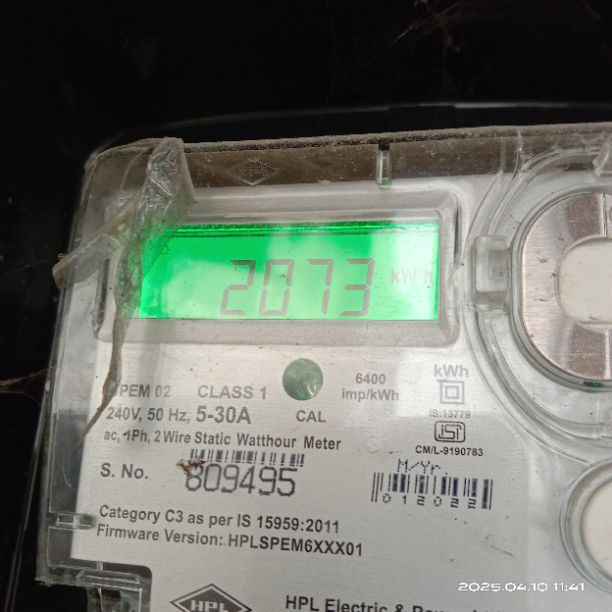 2073 kWh
PEM 02 CLASS 1
6400
imp/kWh
kWh
240V, 50 Hz, 5-30A
CAL
IS:13779
ac, 1Ph, 2 Wire Static Watthour Meter
CM/L-9190783
S. No. 809495
M/Yr
012022
Category C3 as per IS 15959:2011
Firmware Version: HPLSPEM6XXX01
HPL
HPL Electric &
2025.04.10 11:41